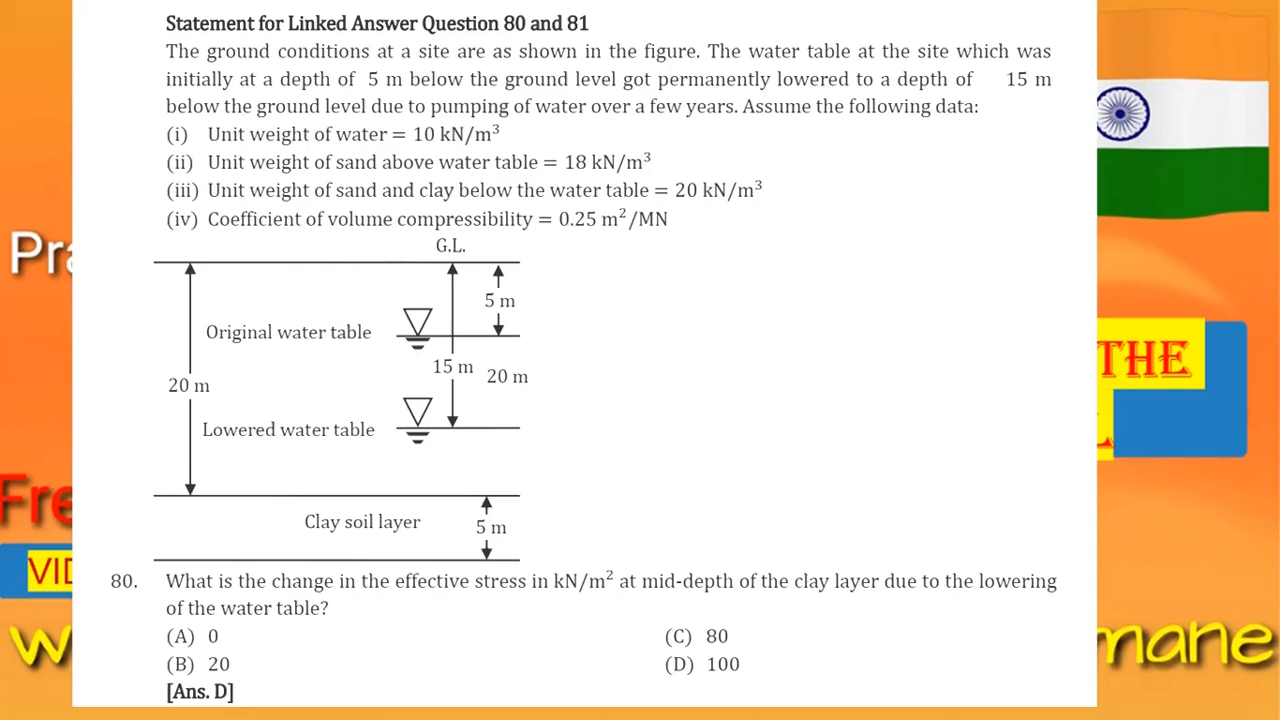 Statement for Linked Answer Question 80 and 81
The ground conditions at a site are as shown in the figure. The water table at the site which was
initially at a depth of 5 m below the ground level got permanently lowered to a depth of 15 m
below the ground level due to pumping of water over a few years. Assume the following data:
(i) Unit weight of water = 10 kN/m³
(ii) Unit weight of sand above water table = 18 kN/m³
(iii) Unit weight of sand and clay below the water table = 20 kN/m³
(iv) Coefficient of volume compressibility = 0.25 m²/MN
G.L.
5 m
Original water table
15 m
20 m
20 m
Lowered water table
Clay soil layer
5 m
80. What is the change in the effective stress in kN/m² at mid-depth of the clay layer due to the lowering
of the water table?
(A) 0
(C) 80
(B) 20
(D) 100
[Ans. D]
Pra
Fre
VID
W
THE
mane